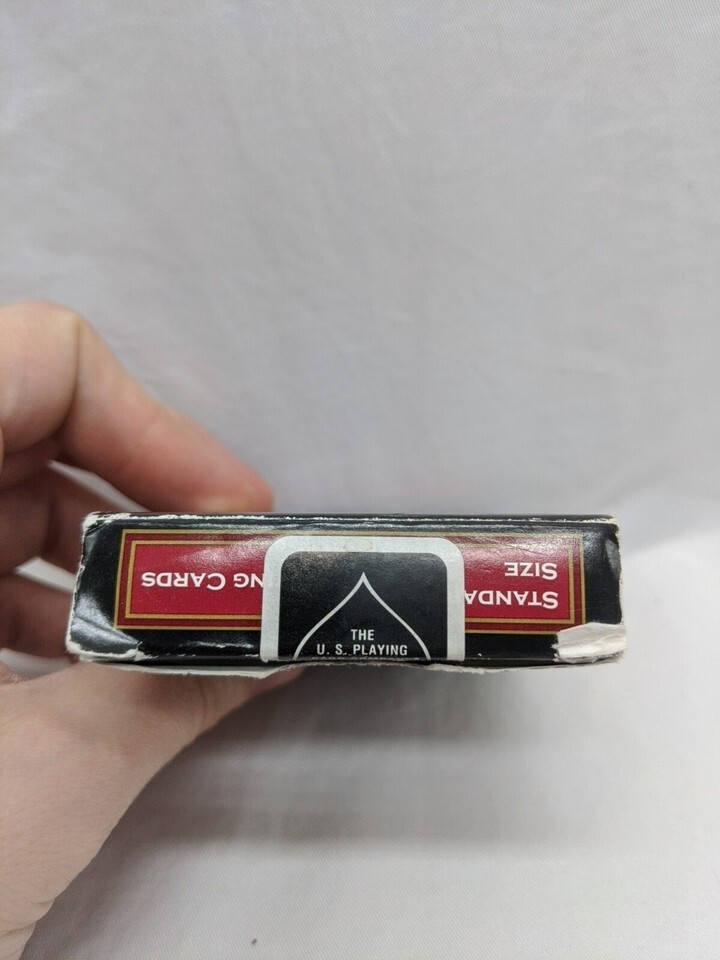 STANDA
SIZE
NG CARDS
THE
U. S. PLAYING